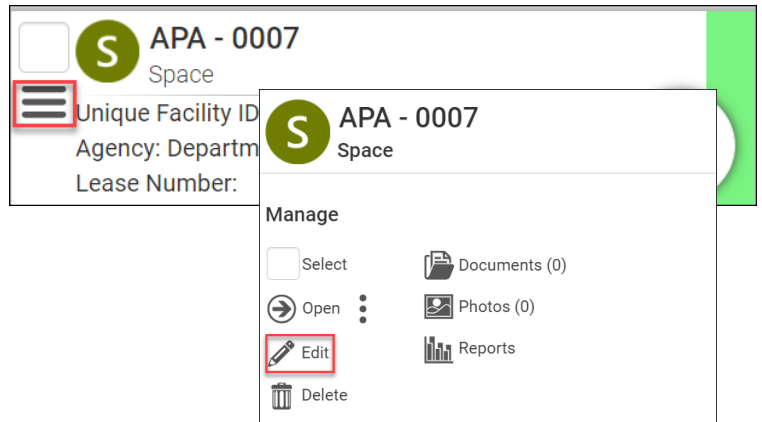 S
APA - 0007
Space
Unique Facility ID
Agency: Departm
Lease Number:
S
APA - 0007
Space
Manage
Select
Documents (0)
Open
Photos (0)
Edit
Reports
Delete